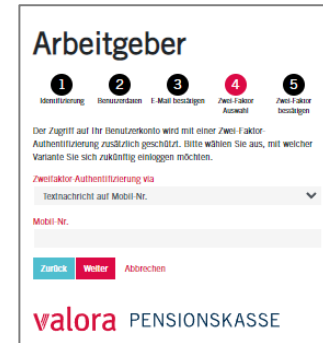 Arbeitgeber
1 2 3 4 5
Identifizierung Benutzerdaten E-Mail bestätigen Zwei-Faktor Auswahl Zwei-Faktor bestätigen
Der Zugriff auf Ihr Benutzerkonto wird mit einer Zwei-Faktor-
Authentifizierung zusätzlich geschützt. Bitte wählen Sie aus, mit welcher
Variante Sie sich zukünftig einloggen möchten.
Zweifaktor-Authentifizierung via
Textnachricht auf Mobil-Nr.
Mobil-Nr.
Zurück Weiter Abbrechen
valora PENSIONSKASSE